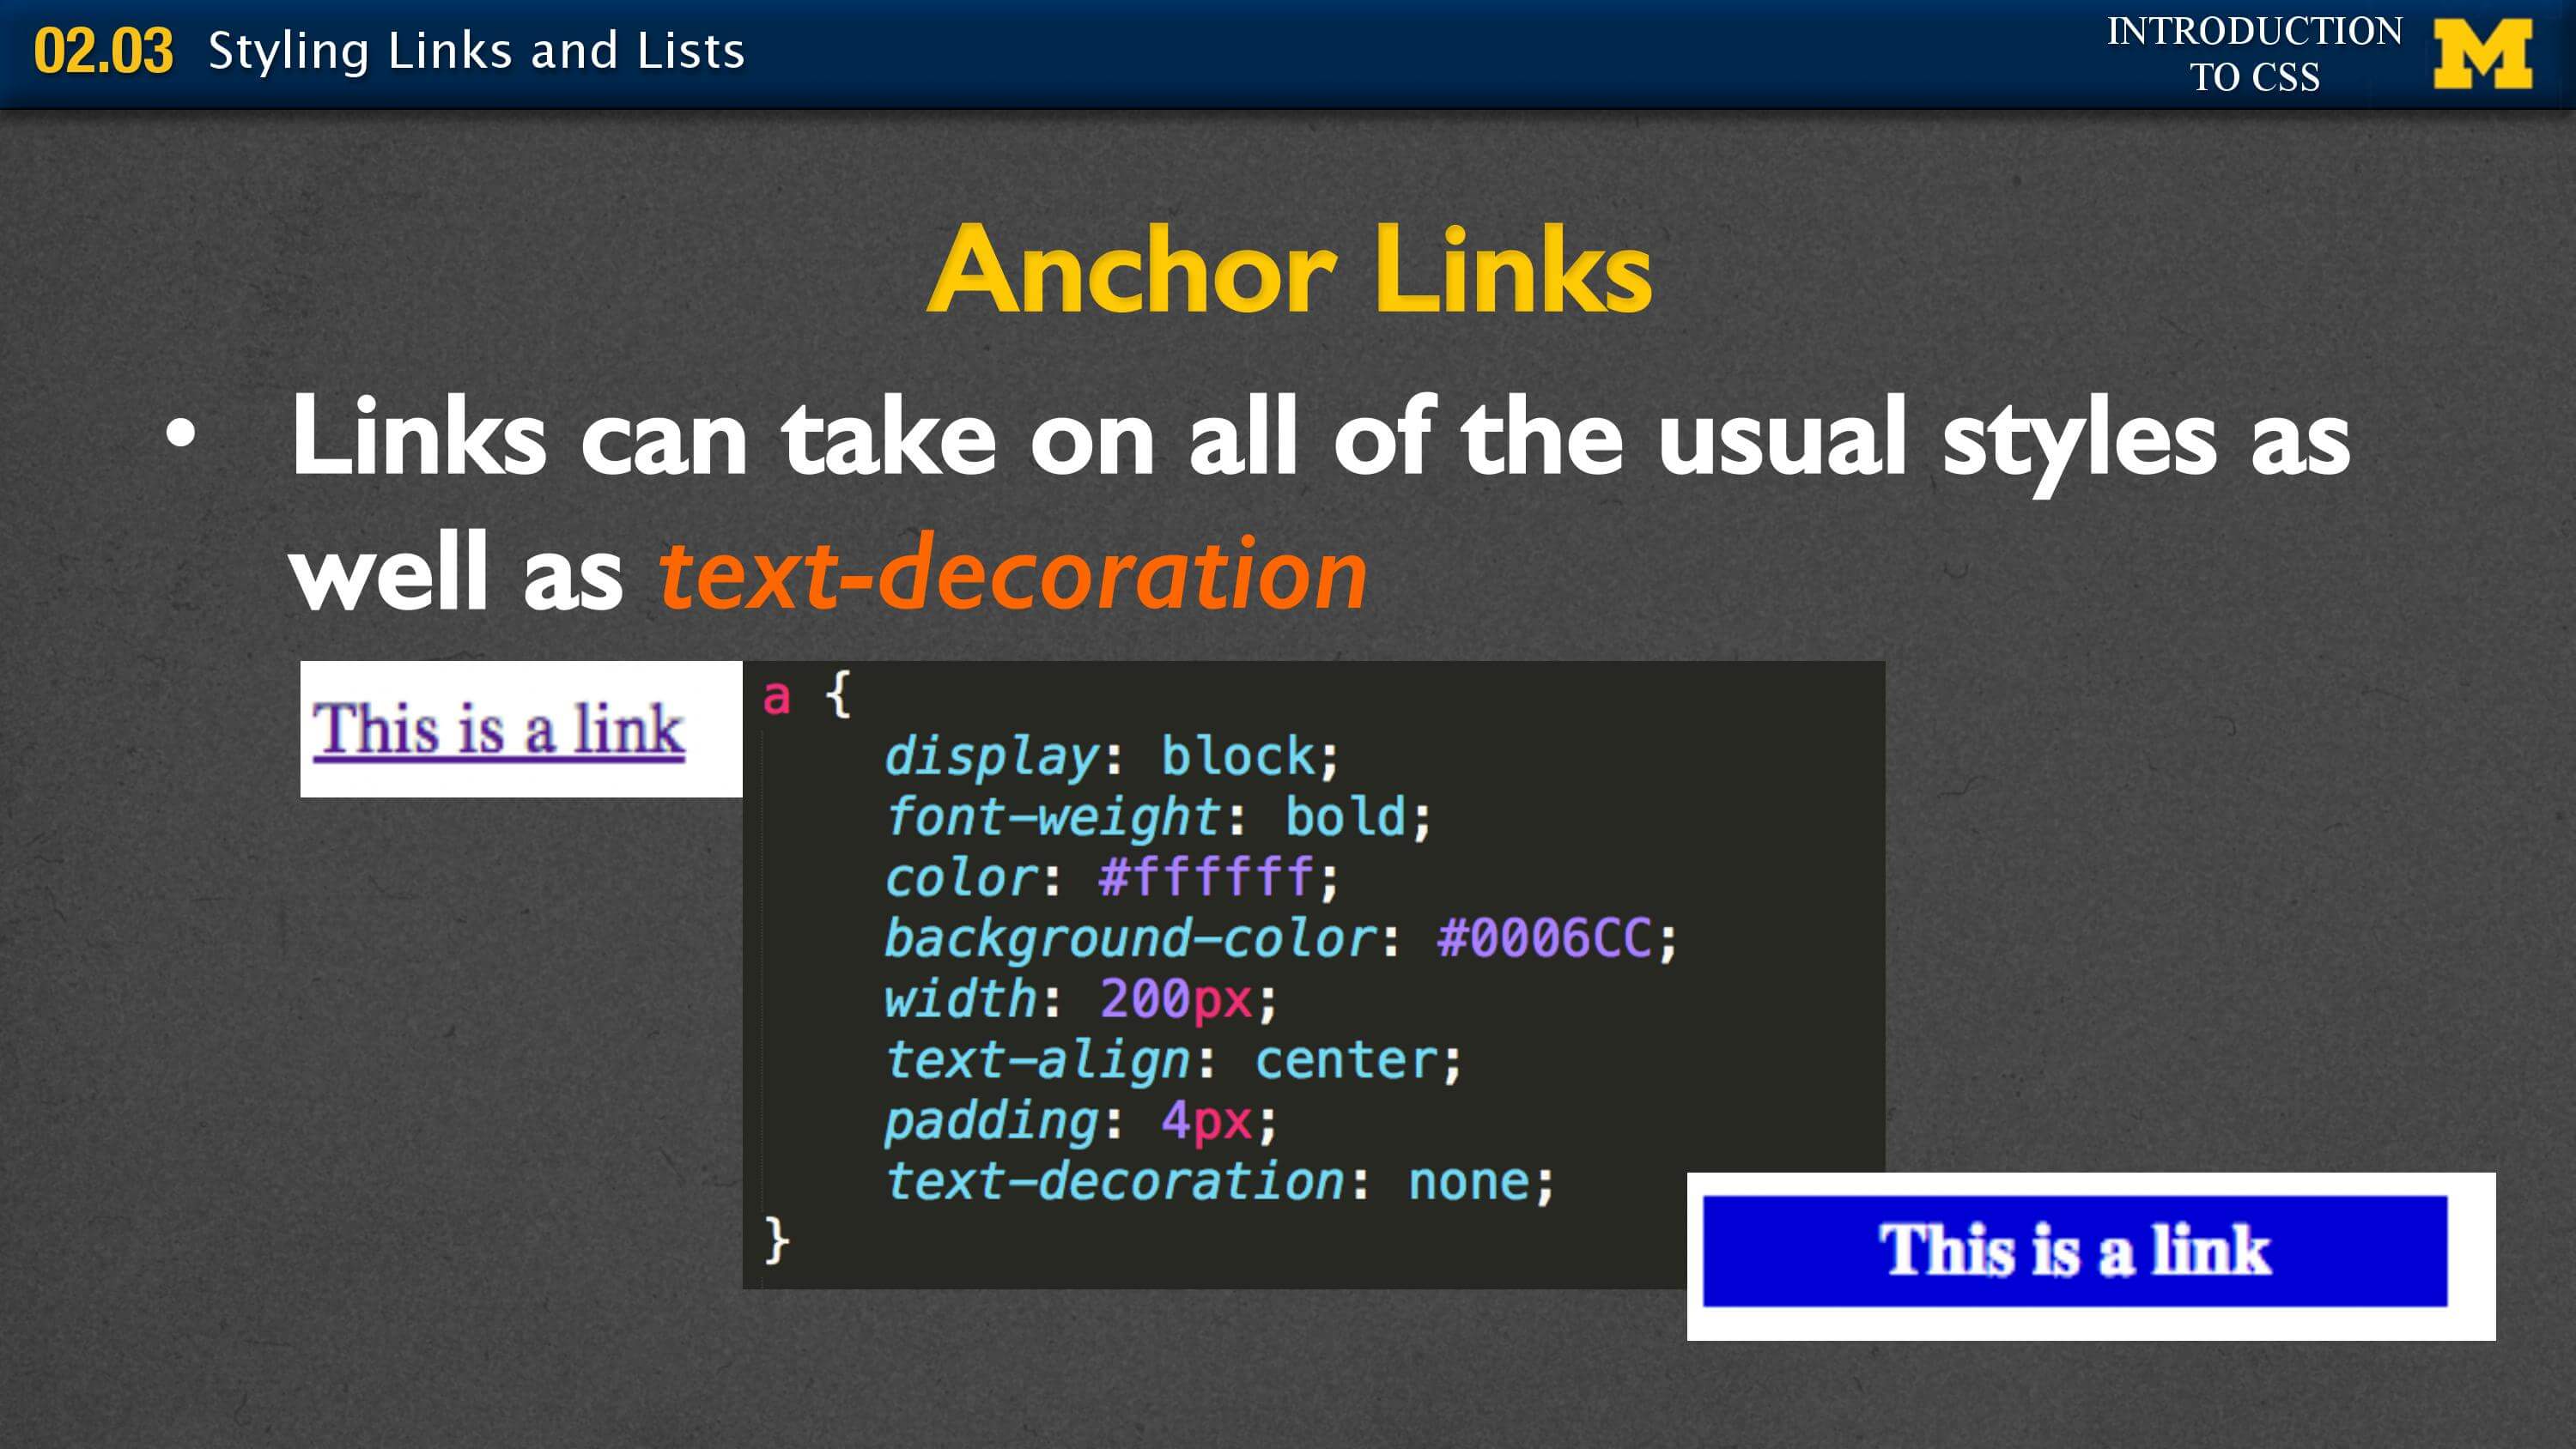 02.03 Styling Links and Lists
INTRODUCTION
TO CSS
M
Anchor Links
• Links can take on all of the usual styles as
well as text-decoration
This is a link
a {
display: block;
font-weight: bold;
color: #ffffff;
background-color: #0006CC;
width: 200px;
text-align: center;
padding: 4px;
text-decoration: none;
}
This is a link